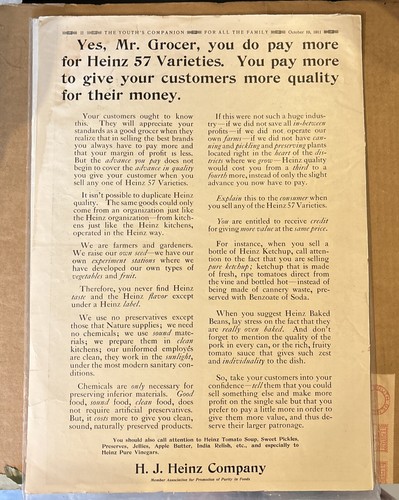 THE YOUTH'S COMPANION FOR ALL THE FAMILY October 19, 1911
Yes, Mr. Grocer, you do pay more
for Heinz 57 Varieties. You pay more
to give your customers more quality
for their money.
Your customers ought to know
this. They will appreciate your
standards as a good grocer when they
realize that in selling the best brands
you always have to pay more and
that your margin of profit is less.
But the advance you pay does not
begin to cover the advance in quality
you give your customer when you
sell any one of Heinz 57 Varieties.
It isn't possible to duplicate Heinz
quality. The same goods could only
come from an organization just like
the Heinz organization—from kitch-
ens just like the Heinz kitchens,
operated in the Heinz way.
We are farmers and gardeners.
We raise our own seed—we have our
own experiment stations where we
have developed our own types of
vegetables and fruit.
Therefore, you never find Heinz
taste and the Heinz flavor except
under a Heinz label.
We use no preservatives except
those that Nature supplies; we need
no chemicals; we use sound mate-
rials; we prepare them in clean
kitchens; our uniformed employés
are clean, they work in the sunlight,
under the most modern sanitary con-
ditions.
Chemicals are only necessary for
preserving inferior materials. Good
food, sound food, clean food, does
not require artificial preservatives.
But, it costs more to give you clean,
sound, naturally preserved products.
If this were not such a huge indus-
try—if we did not save all in-between
profits—if we did not operate our
own farms—if we did not have can-
ning and pickling and preserving plants
located right in the heart of the dis-
tricts where we grow—Heinz quality
would cost you from a third to a
fourth more, instead of only the slight
advance you now have to pay.
Explain this to the consumer when
you sell any of the Heinz 57 Varieties.
You are entitled to receive credit
for giving more value at the same price.
For instance, when you sell a
bottle of Heinz Ketchup, call atten-
tion to the fact that you are selling
pure ketchup; ketchup that is made
of fresh, ripe tomatoes direct from
the vine and bottled hot—instead of
being made of cannery waste, pre-
served with Benzoate of Soda.
When you suggest Heinz Baked
Beans, lay stress on the fact that they
are really oven baked. And don't
forget to mention the quality of the
pork in every can, or the rich, fruity
tomato sauce that gives such zest
and individuality to the dish.
So, take your customers into your
confidence—tell them that you could
sell something else and make more
profit on the single sale but that you
prefer to pay a little more in order to
give them more value, and thus de-
serve their larger patronage.
You should also call attention to Heinz Tomato Soup, Sweet Pickles,
Preserves, Jellies, Apple Butter, India Relish, etc., and especially to
Heinz Pure Vinegars.
H. J. Heinz Company
Member Association for Promotion of Purity in Foods